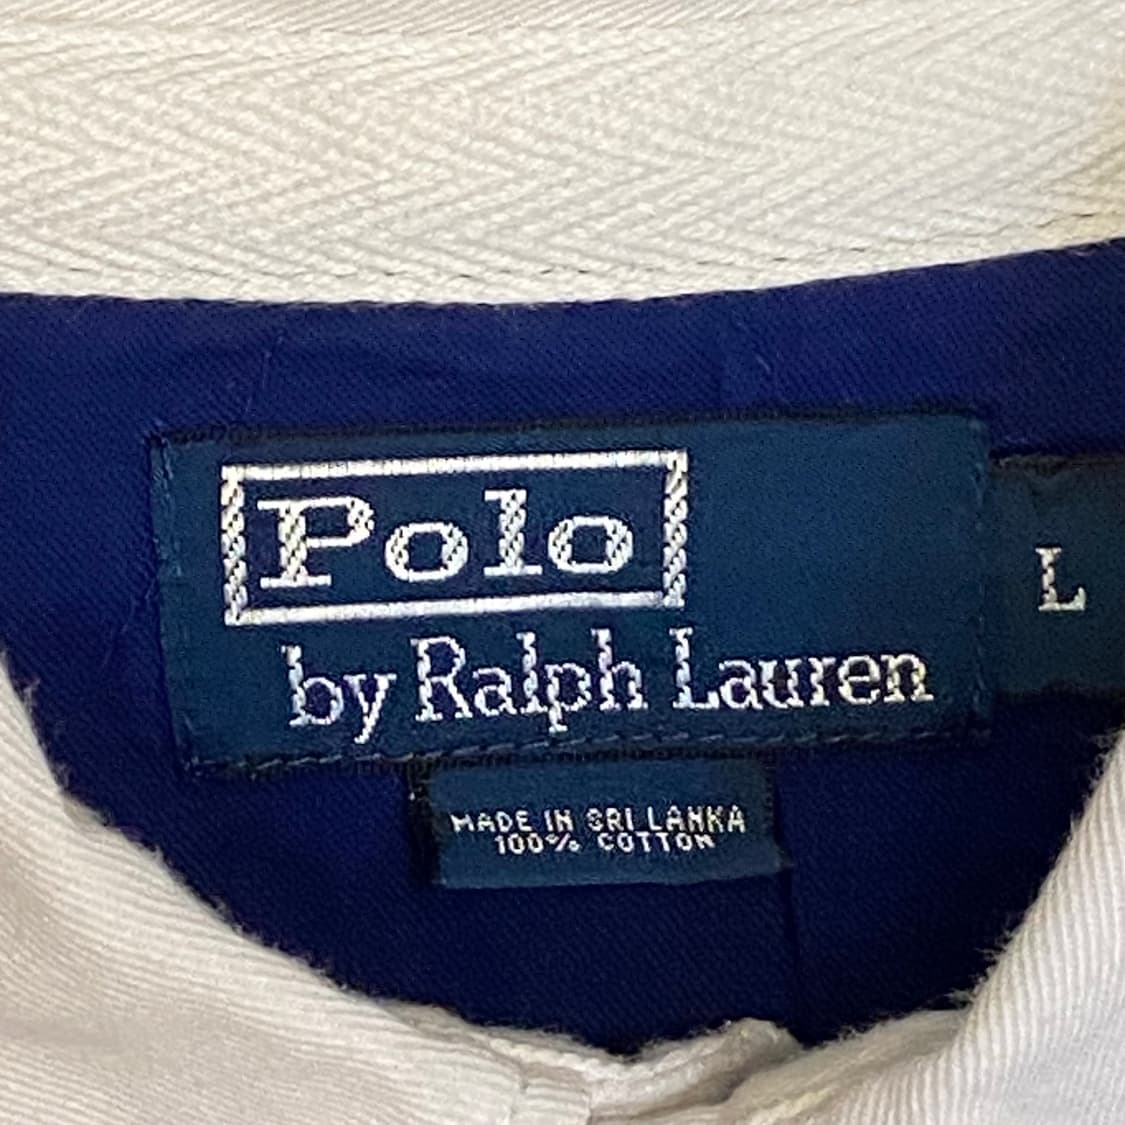 Polo
by Ralph Lauren
L
MADE IN SRI LANKA
100% COTTON